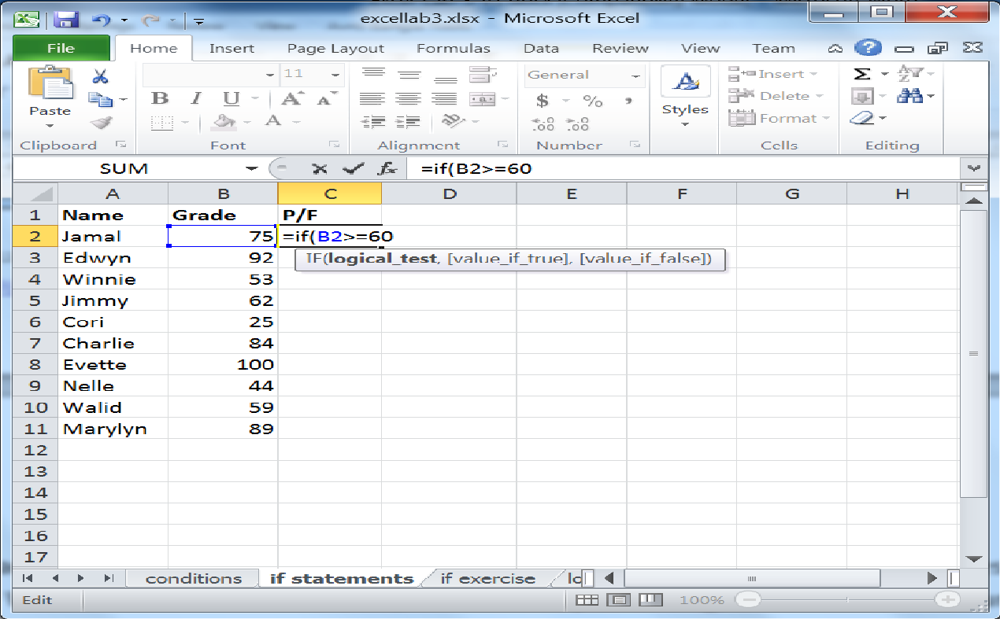 excellab3.xlsx - Microsoft Excel
File Home Insert Page Layout Formulas Data Review View Team
11 General Insert
B I U $ % , Delete
Paste A A Styles Format
Clipboard Font Alignment Number Cells Editing
SUM fx =if(B2>=60
A B C D E F G H
1 Name Grade P/F
2 Jamal 75 =if(B2>=60
3 Edwyn 92 IF(logical_test, [value_if_true], [value_if_false])
4 Winnie 53
5 Jimmy 62
6 Cori 25
7 Charlie 84
8 Evette 100
9 Nelle 44
10 Walid 59
11 Marylyn 89
12
13
14
15
16
17
conditions if statements if exercise
Edit 100%